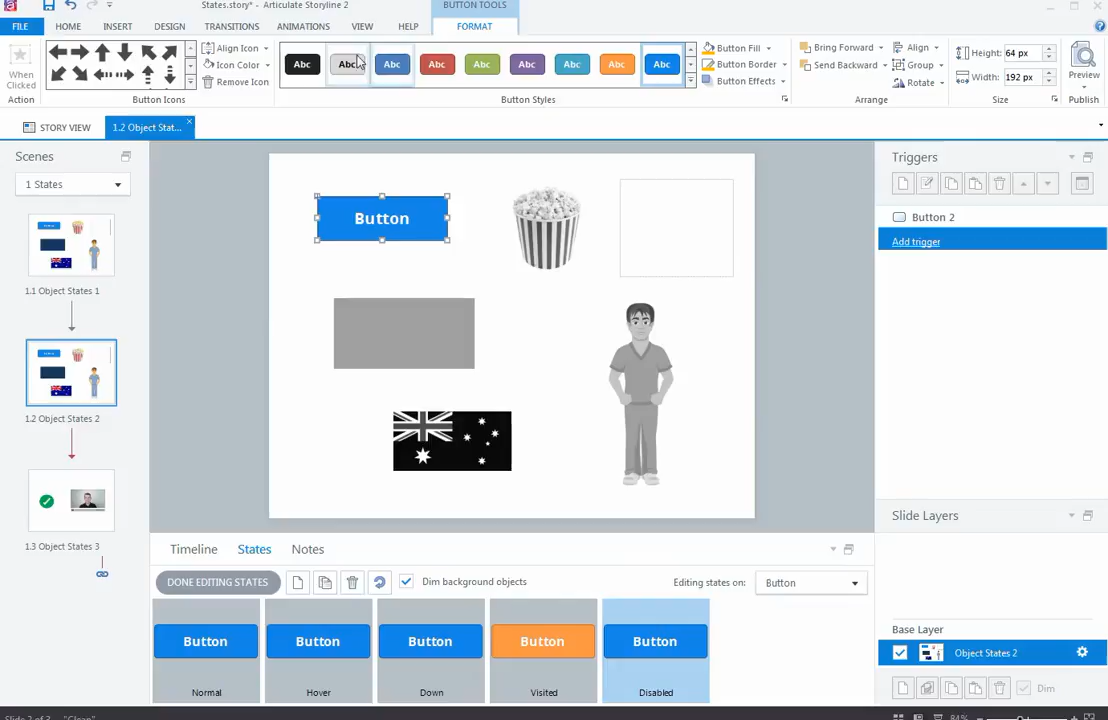 States.story* - Articulate Storyline 2
BUTTON TOOLS
FILE HOME INSERT DESIGN TRANSITIONS ANIMATIONS VIEW HELP FORMAT
When Clicked
Action
Align Icon
Icon Color
Remove Icon
Button Icons
Abc Abc Abc Abc Abc Abc Abc Abc Abc
Button Styles
Button Fill
Button Border
Button Effects
Bring Forward
Send Backward
Align
Group
Rotate
Arrange
Height: 64 px
Width: 192 px
Size
Preview
Publish
STORY VIEW
1.2 Object Stat...
Scenes
1 States
1.1 Object States 1
1.2 Object States 2
1.3 Object States 3
Button
Triggers
Button 2
Add trigger
Slide Layers
Base Layer
Object States 2
Dim
Timeline States Notes
DONE EDITING STATES
Dim background objects
Editing states on:
Button
Button Button Button Button Button
Normal Hover Down Visited Disabled
Slide 2 of 3
"Clean"
84%